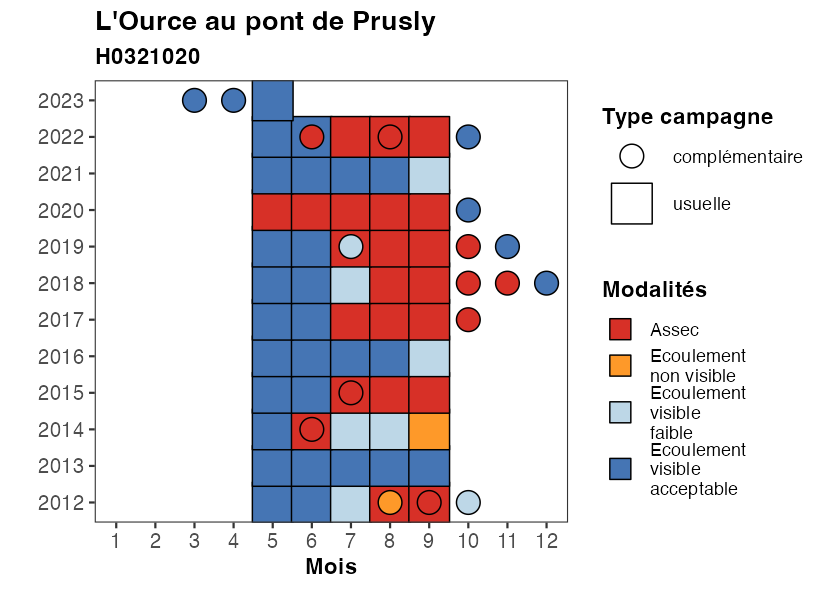 L'Ource au pont de Prusly
H0321020
2023
2022
2021
2020
2019
2018
2017
2016
2015
2014
2013
2012
1 2 3 4 5 6 7 8 9 10 11 12
Mois
Type campagne
complémentaire
usuelle
Modalités
Assec
Ecoulement
non visible
Ecoulement
visible
faible
Ecoulement
visible
acceptable